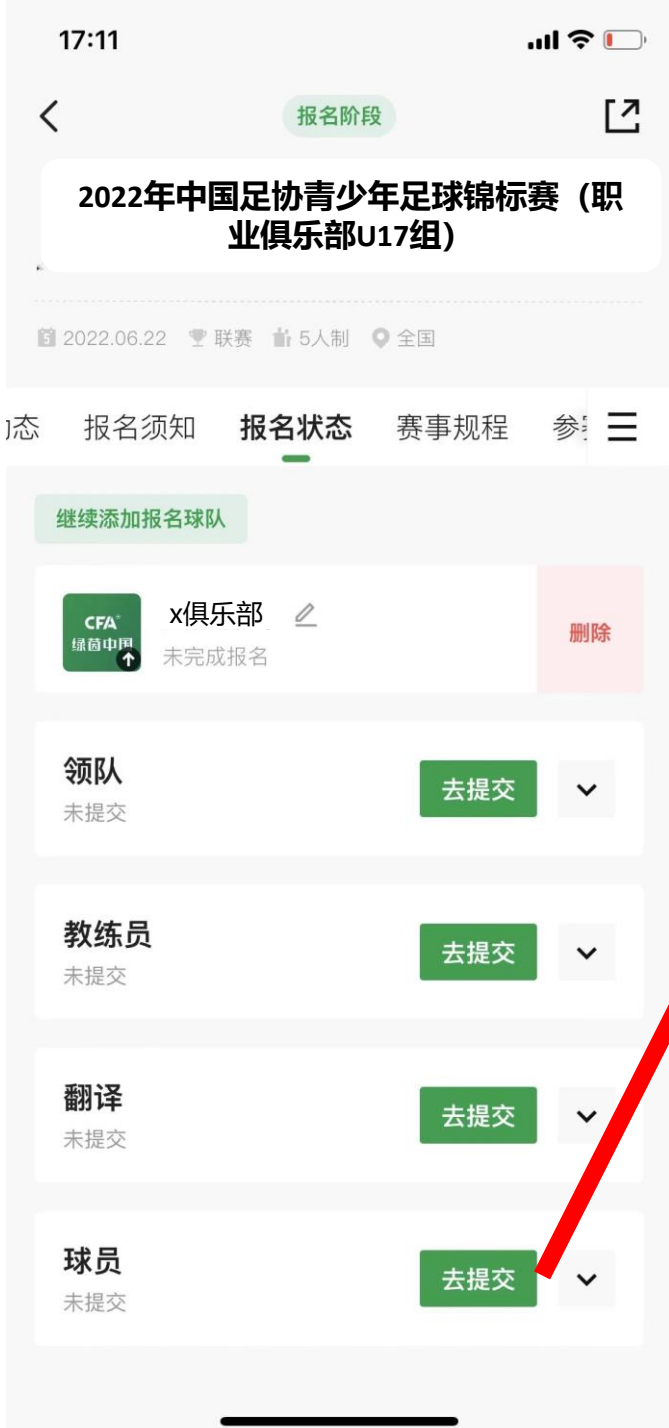 17:11
报名阶段
2022年中国足协青少年足球锦标赛（职
业俱乐部U17组）
5 2022.06.22 联赛 5人制 全国
动态 报名须知 报名状态 赛事规程 参
继续添加报名球队
CFA
绿茵中国
x俱乐部
未完成报名
删除
领队
未提交
去提交
教练员
未提交
去提交
翻译
未提交
去提交
球员
未提交
去提交